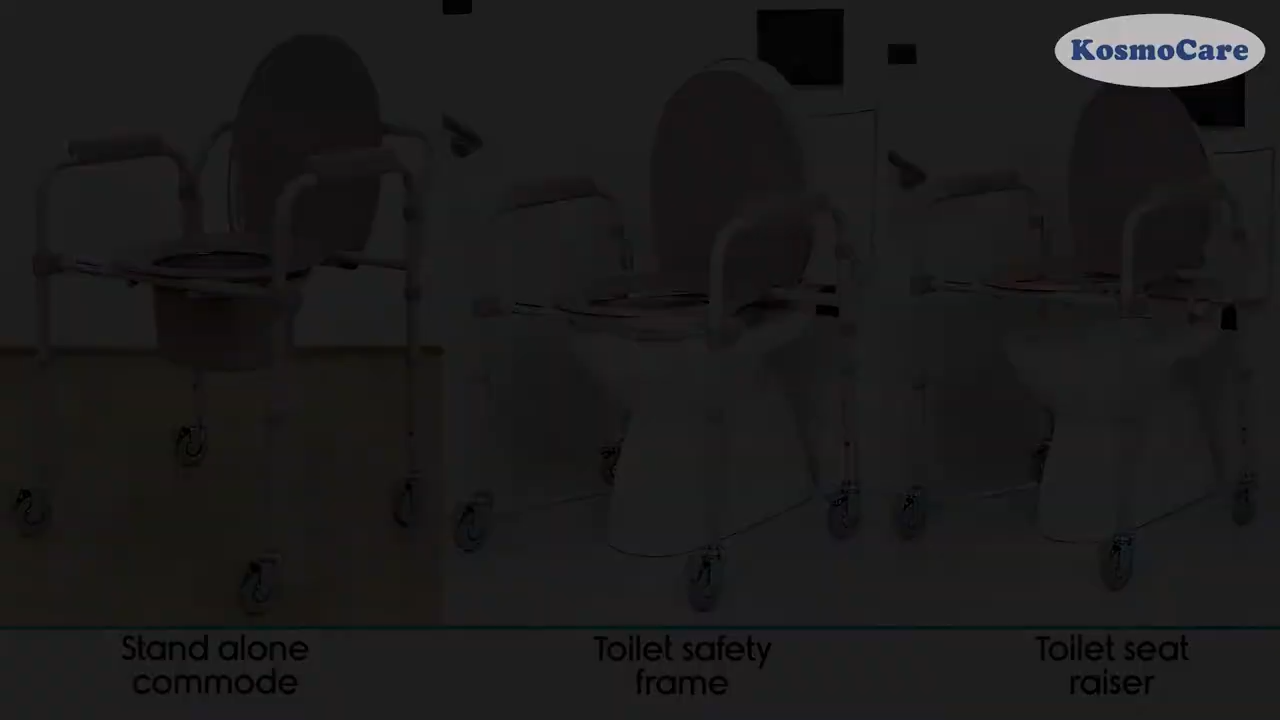 KosmoCare
Stand alone
commode
Toilet safety
frame
Toilet seat
raiser